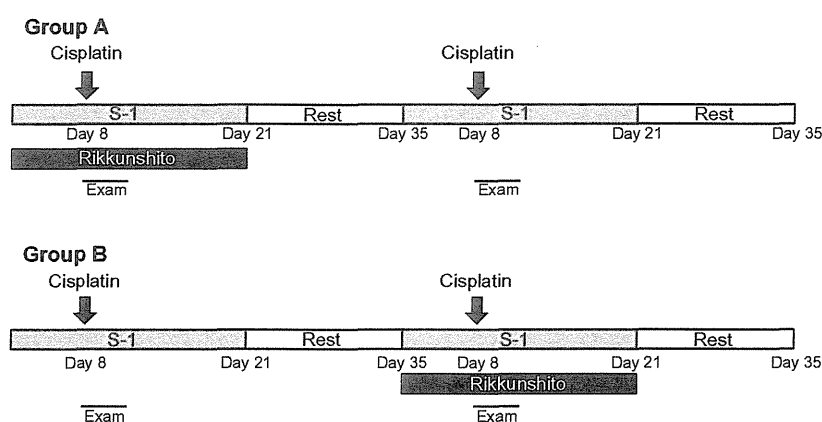 Group A
Cisplatin Cisplatin
S-1 Rest S-1 Rest
Day 8 Day 21 Day 35 Day 8 Day 21 Day 35
Rikkunshito
Exam Exam
Group B
Cisplatin Cisplatin
S-1 Rest S-1 Rest
Day 8 Day 21 Day 35 Day 8 Day 21 Day 35
Rikkunshito
Exam Exam